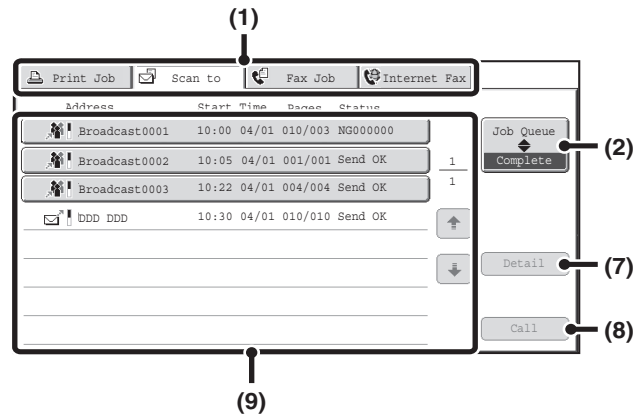 (1)
Print Job Scan to Fax Job Internet Fax
Address Start Time Pages Status
Broadcast0001 10:00 04/01 010/003 NG000000
Broadcast0002 10:05 04/01 001/001 Send OK
Broadcast0003 10:22 04/01 004/004 Send OK
DDD DDD 10:30 04/01 010/010 Send OK
1
1
Job Queue
Complete
(2)
Detail
(7)
Call
(8)
(9)